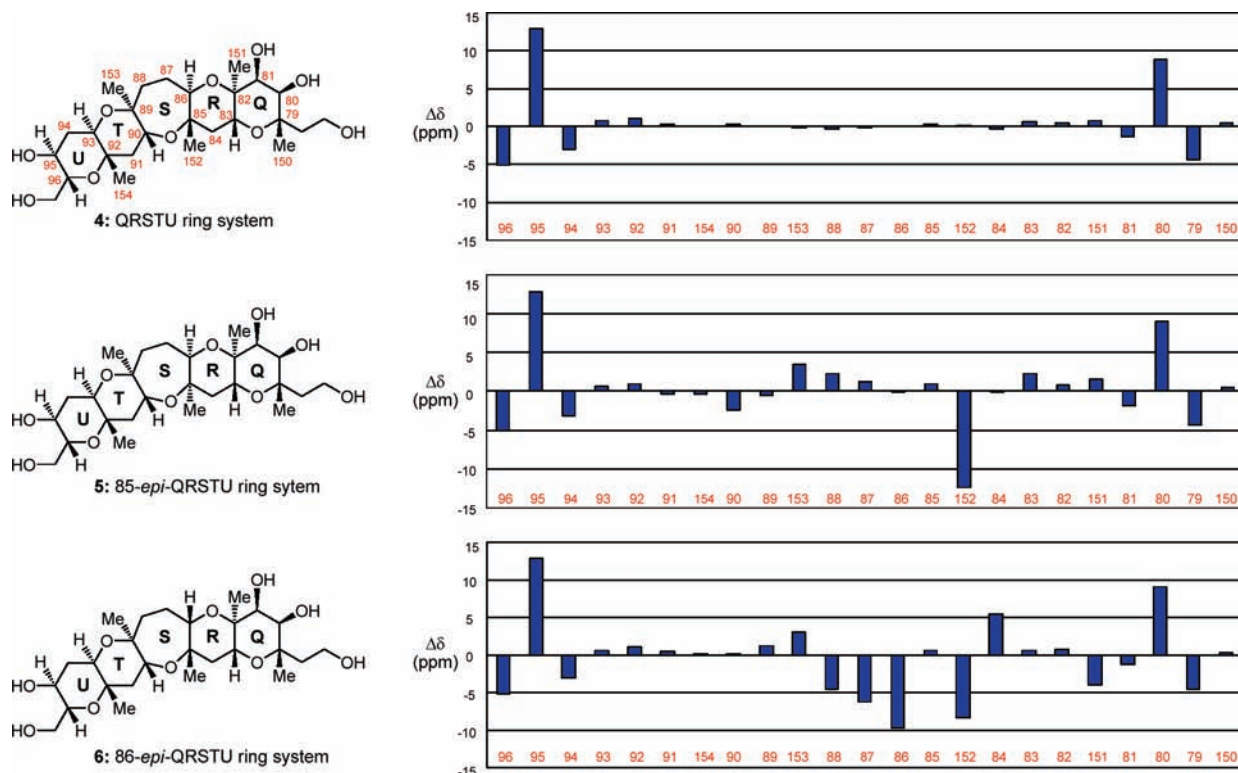 OH
151
153 87 H Me 81 OH
88 O
Me 86 82 80
S R Q 79
H O 89 85 83
94 T 90 84 O OH
H 93 92 O Me Me
95 U 91 H 152 H 150
HO 96 O Me
HO H 154
4: QRSTU ring system
15
10
5
Δδ
(ppm)
0
-5
-10
-15
96 95 94 93 92 91 154 90 89 153 88 87 86 85 152 84 83 82 151 81 80 79 150
OH
H Me OH
Me O
S R Q
H O
T O O OH
H Me H Me
U H
HO O Me
HO H
5: 85-epi-QRSTU ring sytem
15
10
5
Δδ
(ppm)
0
-5
-10
-15
96 95 94 93 92 91 154 90 89 153 88 87 86 85 152 84 83 82 151 81 80 79 150
OH
H Me OH
Me O
S R Q
H O
T O O OH
H Me H Me
U H
HO O Me
HO H
6: 86-epi-QRSTU ring system
15
10
5
Δδ
(ppm)
0
-5
-10
-15
96 95 94 93 92 91 154 90 89 153 88 87 86 85 152 84 83 82 151 81 80 79 150